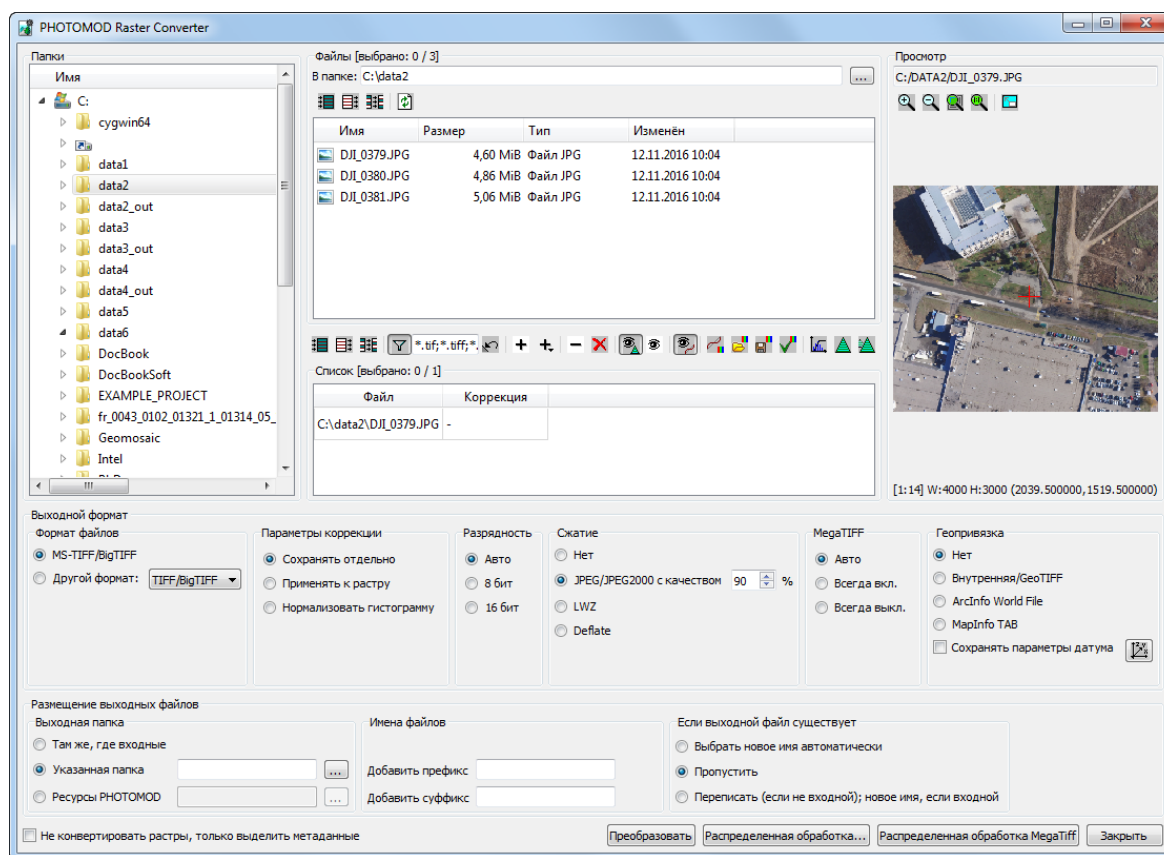 PHOTOMOD Raster Converter
Папки
Имя
C:
cygwin64
data1
data2
data2_out
data3
data3_out
data4
data4_out
data5
data6
DocBook
DocBookSoft
EXAMPLE_PROJECT
fr_0043_0102_01321_1_01314_05_
Geomosaic
Intel
Файлы [выбрано: 0 / 3]
В папке: C:\data2 ...
Имя Размер Тип Изменён
DJI_0379.JPG 4,60 MiB Файл JPG 12.11.2016 10:04
DJI_0380.JPG 4,86 MiB Файл JPG 12.11.2016 10:04
DJI_0381.JPG 5,06 MiB Файл JPG 12.11.2016 10:04
*.tif;*.tiff;*.
Список [выбрано: 0 / 1]
Файл Коррекция
C:\data2\DJI_0379.JPG -
Просмотр
C:/DATA2/DJI_0379.JPG
[1:14] W:4000 H:3000 (2039.500000,1519.500000)
Выходной формат
Формат файлов
MS-TIFF/BigTIFF
Другой формат: TIFF/BigTIFF
Параметры коррекции
Сохранять отдельно
Применять к растру
Нормализовать гистограмму
Разрядность
Авто
8 бит
16 бит
Сжатие
Нет
JPEG/JPEG2000 с качеством 90 %
LWZ
Deflate
MegaTIFF
Авто
Всегда вкл.
Всегда выкл.
Геопривязка
Нет
Внутренняя/GeoTIFF
ArcInfo World File
MapInfo TAB
Сохранять параметры датума
Размещение выходных файлов
Выходная папка
Там же, где входные
Указанная папка ...
Ресурсы PHOTOMOD ...
Имена файлов
Добавить префикс
Добавить суффикс
Если выходной файл существует
Выбрать новое имя автоматически
Пропустить
Переписать (если не входной); новое имя, если входной
Не конвертировать растры, только выделить метаданные
Преобразовать Распределенная обработка... Распределенная обработка MegaTiff Закрыть